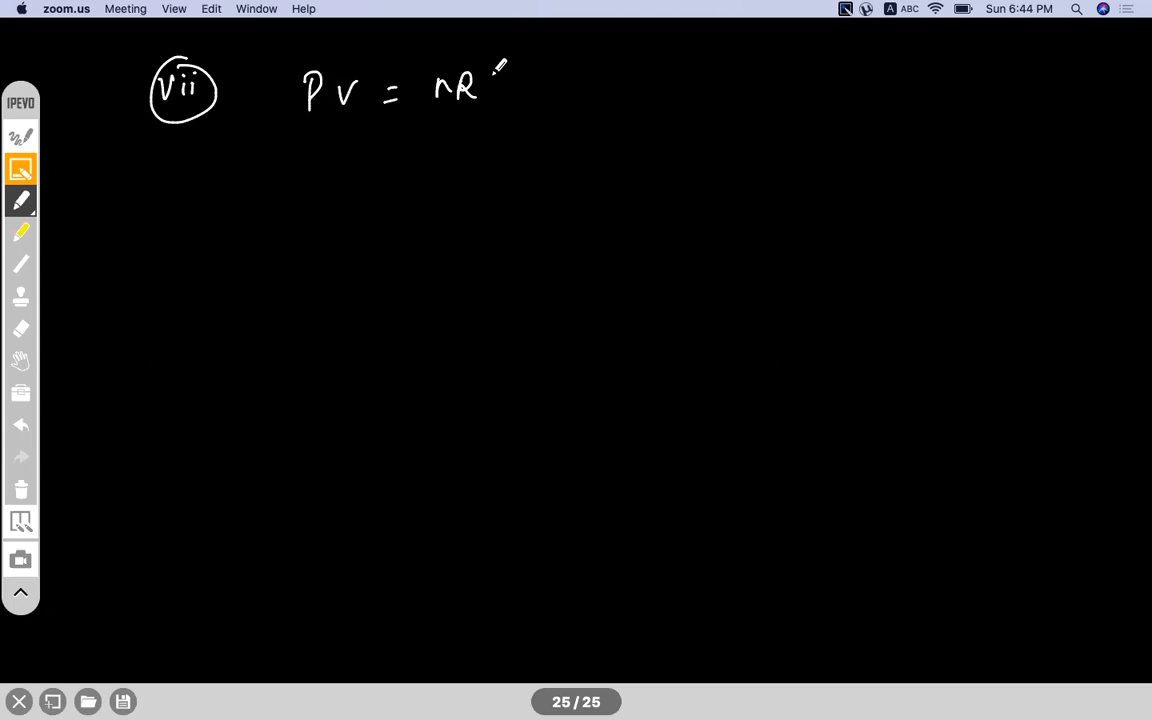 zoom.us Meeting View Edit Window Help A ABC Sun 6:44 PM
vii PV = nR
IPEVO
25 / 25